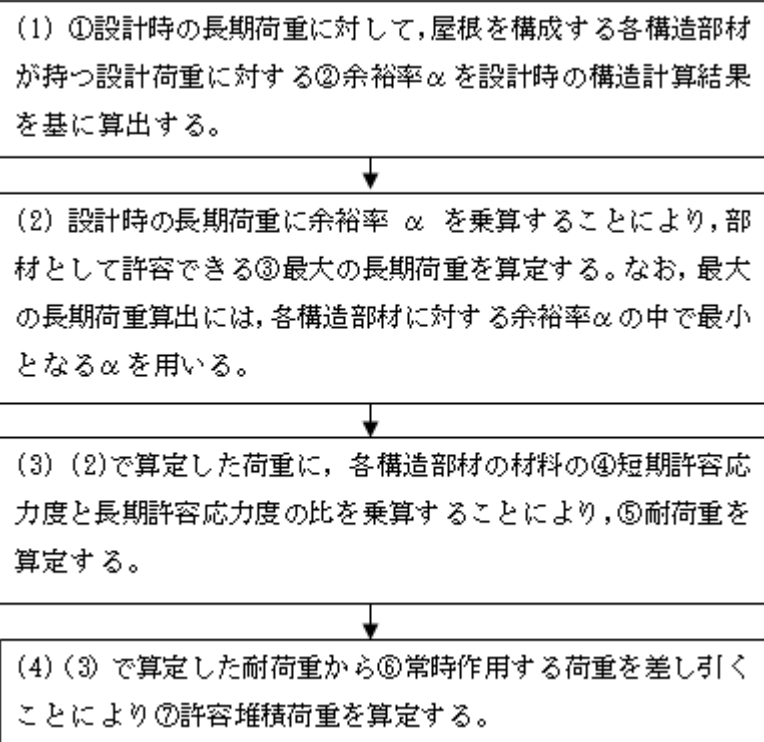 (1) ①設計時の長期荷重に対して,屋根を構成する各構造部材
が持つ設計荷重に対する②余裕率αを設計時の構造計算結果
を基に算出する。
(2) 設計時の長期荷重に余裕率 α を乗算することにより,部
材として許容できる③最大の長期荷重を算定する。なお,最大
の長期荷重算出には,各構造部材に対する余裕率αの中で最小
となるαを用いる。
(3) (2)で算定した荷重に, 各構造部材の材料の④短期許容応
力度と長期許容応力度の比を乗算することにより,⑤耐荷重を
算定する。
(4) (3) で算定した耐荷重から⑥常時作用する荷重を差し引く
ことにより⑦許容堆積荷重を算定する。